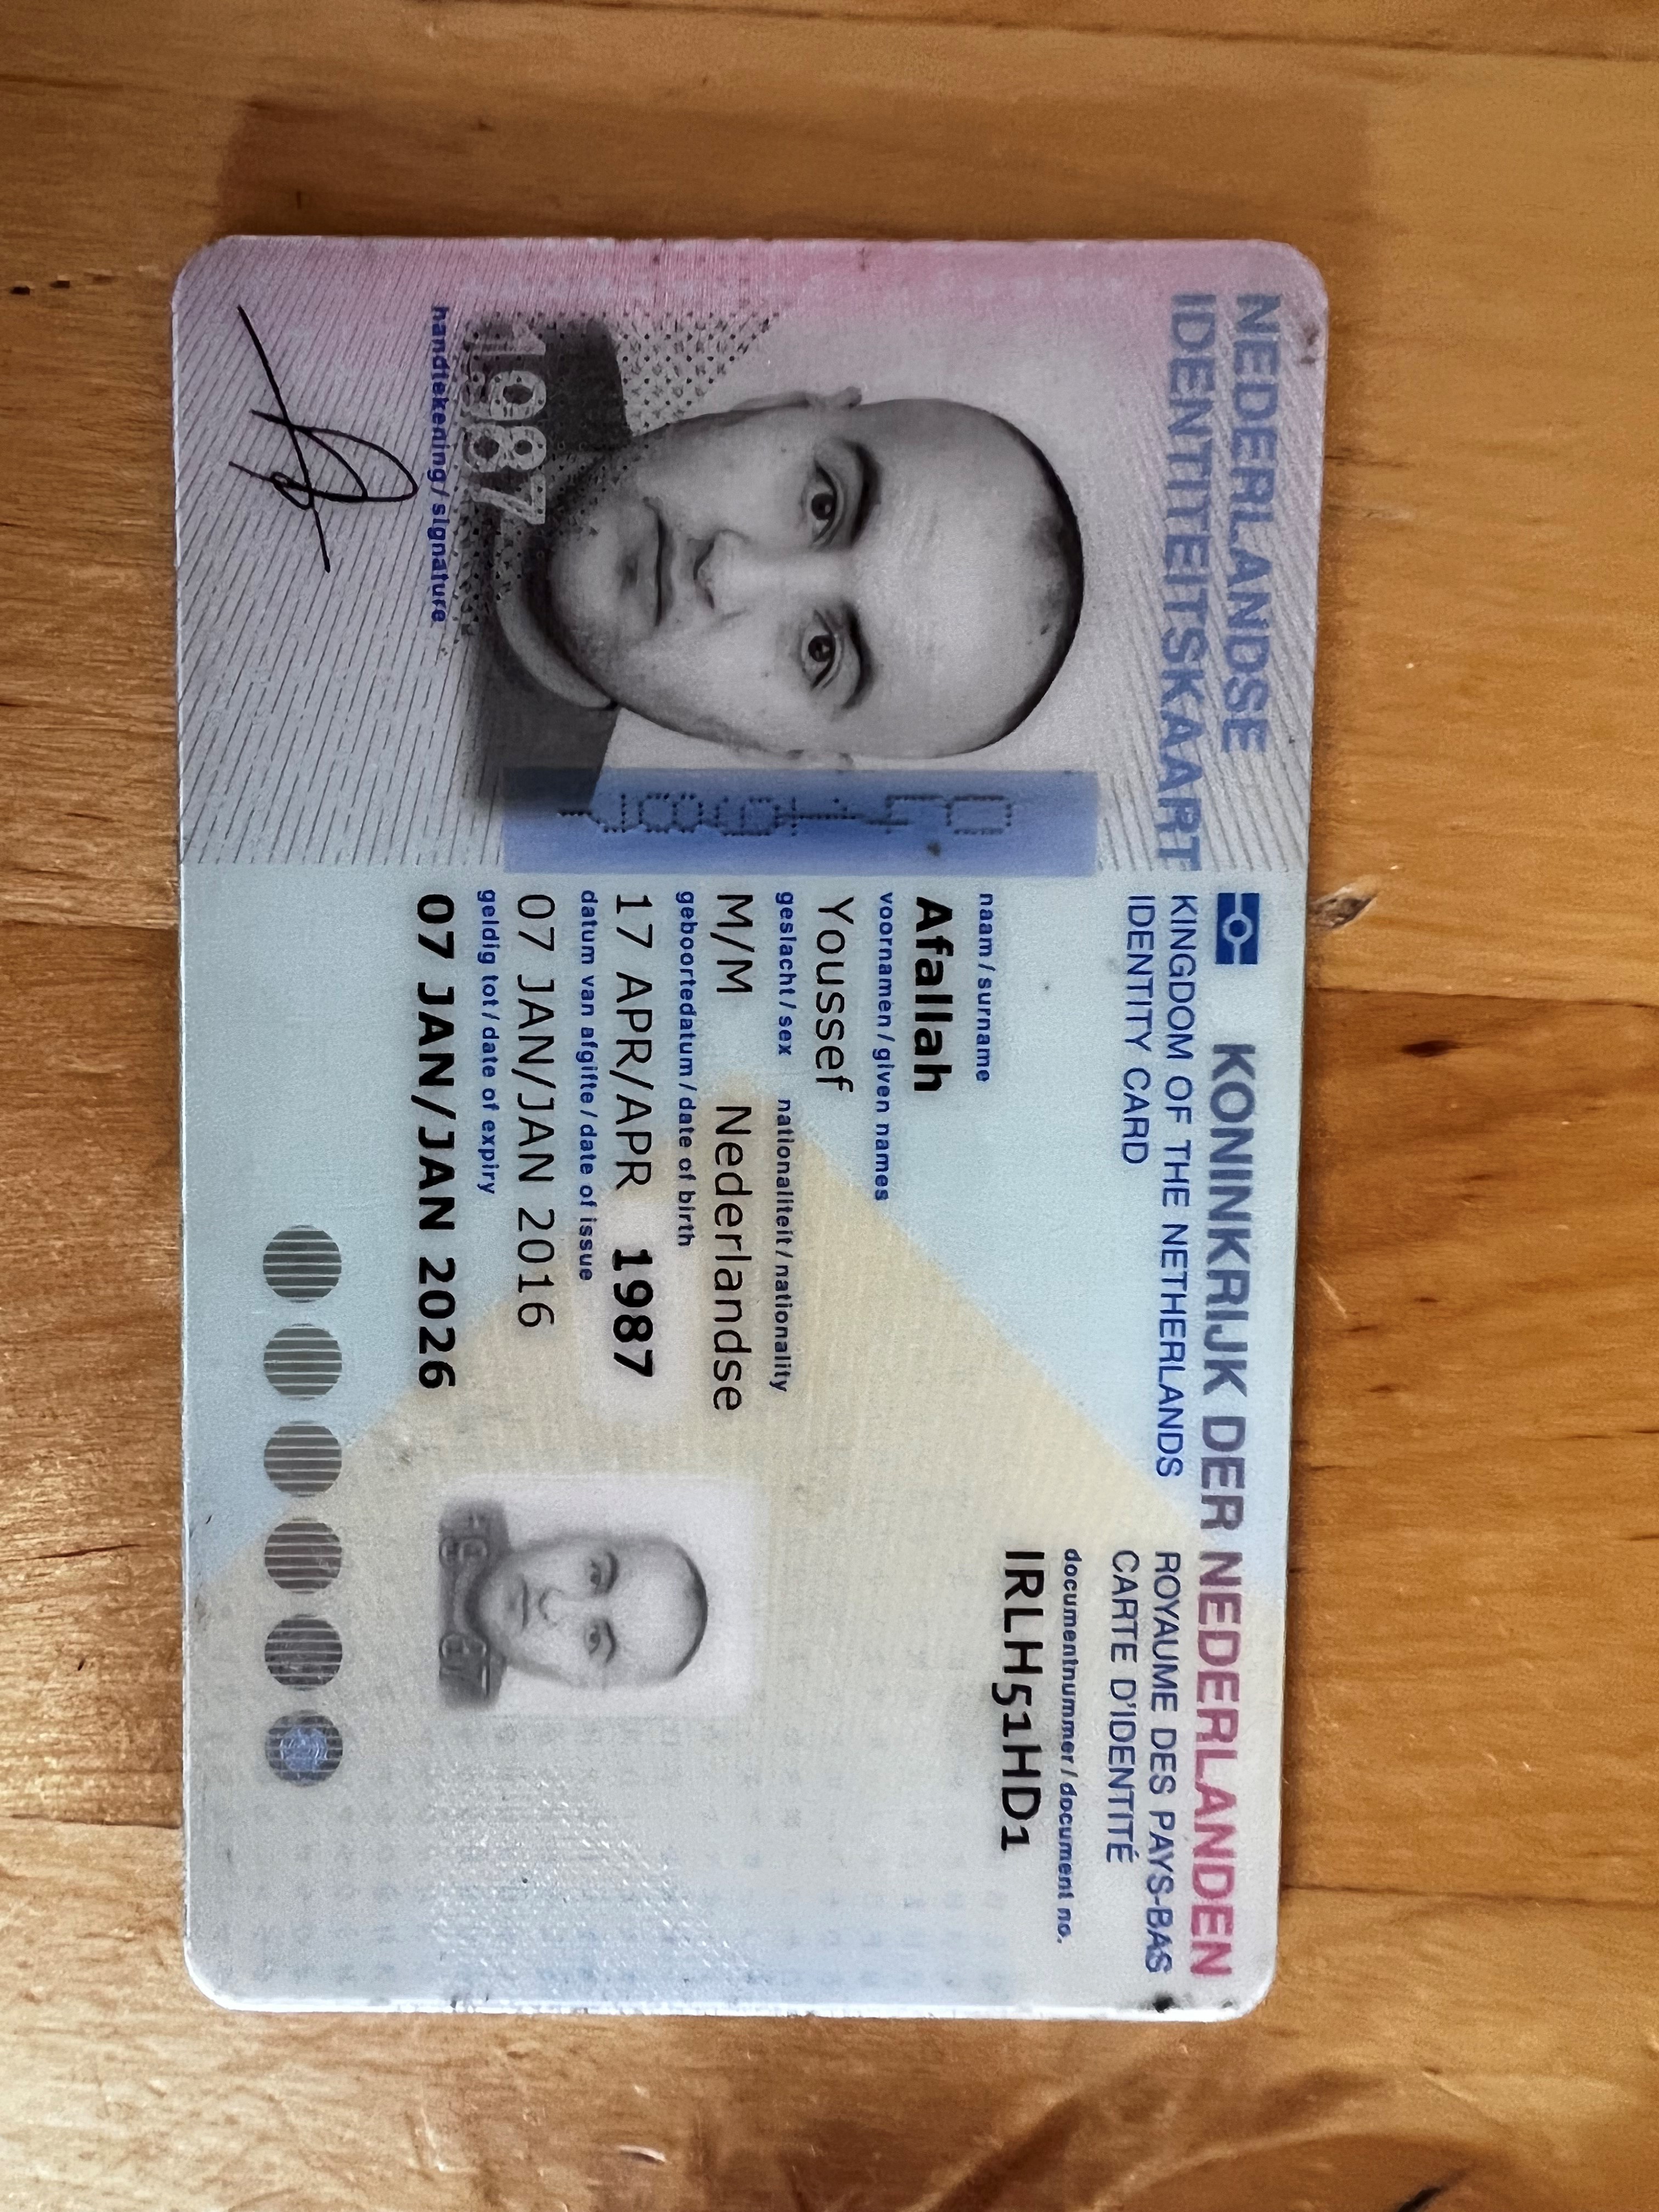 NEDERLANDSE
IDENTITEITSKAART
KONINKRIJK DER NEDERLANDEN
KINGDOM OF THE NETHERLANDS
IDENTITY CARD
ROYAUME DES PAYS-BAS
CARTE D'IDENTITÉ
documentnummer / document no.
IRLH51HD1
naam / surname
Afallah
voornamen / given names
Youssef
geslacht / sex nationaliteit / nationality
M/M Nederlandse
geboortedatum / date of birth
17 APR/APR 1987
datum van afgifte / date of issue
07 JAN/JAN 2016
geldig tot / date of expiry
07 JAN/JAN 2026
1987
handtekening / signature
19 87